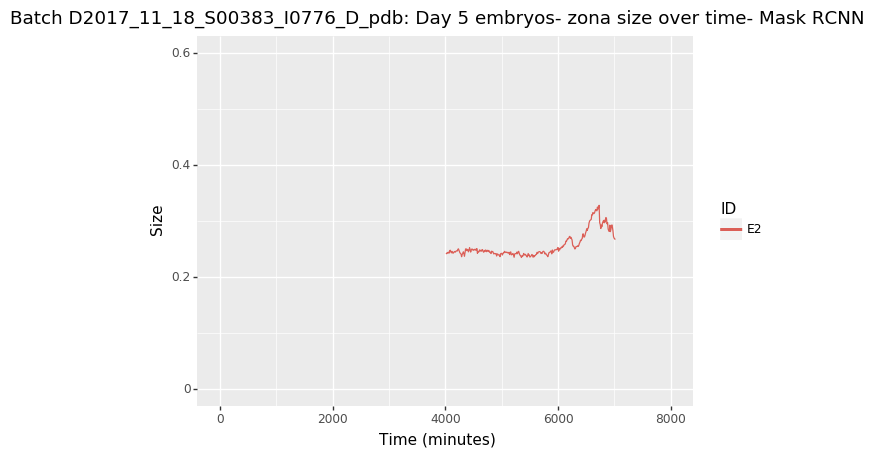 Batch D2017_11_18_S00383_I0776_D_pdb: Day 5 embryos- zona size over time- Mask RCNN
0.6
0.4
0.2
0
Size
0
2000
4000
6000
8000
Time (minutes)
ID
E2